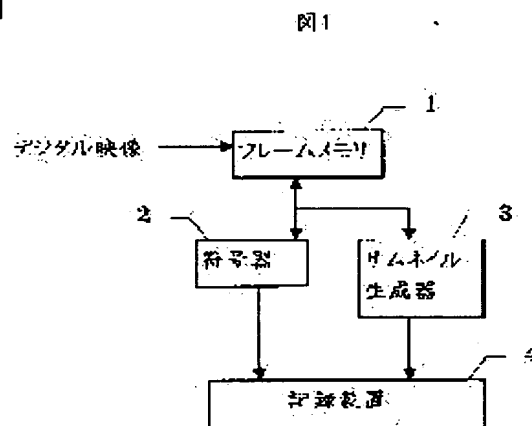 図1
1
デジタル映像
フレームメモリ
2
3
符号器
サムネイル
生成器
4
記録装置